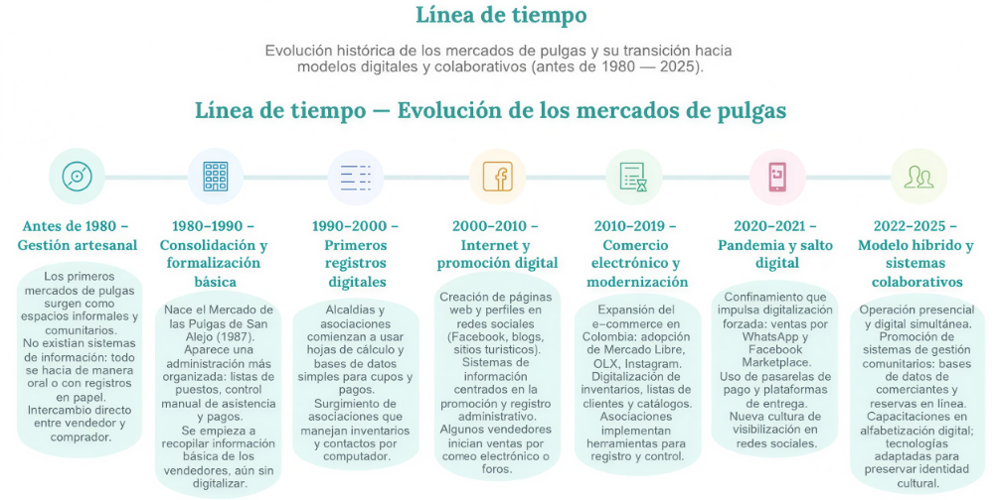 Línea de tiempo
Evolución histórica de los mercados de pulgas y su transición hacia
modelos digitales y colaborativos (antes de 1980 — 2025).
Línea de tiempo — Evolución de los mercados de pulgas
Antes de 1980 –
Gestión artesanal
Los primeros
mercados de pulgas
surgen como
espacios informales y
comunitarios.
No existían sistemas
de información: todo
se hacía de manera
oral o con registros
en papel.
Intercambio directo
entre vendedor y
comprador.
1980–1990 –
Consolidación y
formalización
básica
Nace el Mercado de
las Pulgas de San
Alejo (1987).
Aparece una
administración más
organizada: listas de
puestos, control
manual de asistencia
y pagos.
Se empieza a
recopilar información
básica de los
vendedores, aún sin
digitalizar.
1990–2000 –
Primeros
registros
digitales
Alcaldías y
asociaciones
comienzan a usar
hojas de cálculo y
bases de datos
simples para cupos y
pagos.
Surgimiento de
asociaciones que
manejan inventarios
y contactos por
computador.
2000–2010 –
Internet y
promoción digital
Creación de páginas
web y perfiles en
redes sociales
(Facebook, blogs,
sitios turísticos).
Sistemas de
información
centrados en la
promoción y registro
administrativo.
Algunos vendedores
inician ventas por
correo electrónico o
foros.
2010–2019 –
Comercio
electrónico y
modernización
Expansión del
e–commerce en
Colombia: adopción
de Mercado Libre,
OLX, Instagram.
Digitalización de
inventarios, listas de
clientes y catálogos.
Asociaciones
implementan
herramientas para
registro y control.
2020–2021 –
Pandemia y salto
digital
Confinamiento que
impulsa digitalización
forzada: ventas por
WhatsApp y
Facebook
Marketplace.
Uso de pasarelas de
pago y plataformas
de entrega.
Nueva cultura de
visibilización en
redes sociales.
2022–2025 –
Modelo híbrido y
sistemas
colaborativos
Operación presencial
y digital simultánea.
Promoción de
sistemas de gestión
comunitarios: bases
de datos de
comerciantes y
reservas en línea.
Capacitaciones en
alfabetización digital;
tecnologías
adaptadas para
preservar identidad
cultural.